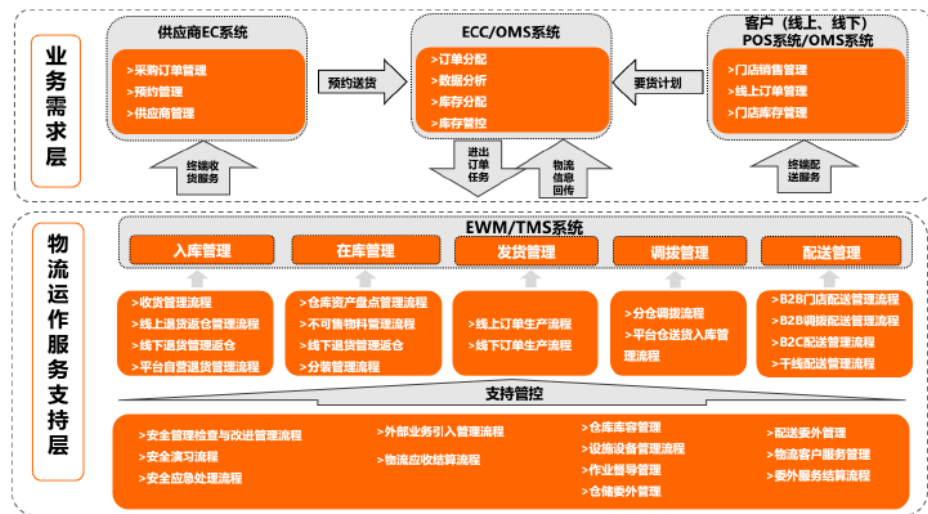 业务需求层
供应商EC系统
>采购订单管理
>预约管理
>供应商管理
预约送货
ECC/OMS系统
>订单分配
>数据分析
>库存分配
>库存管控
要货计划
客户（线上、线下）
POS系统/OMS系统
>门店销售管理
>线上订单管理
>门店库存管理
终端收
货服务
进出
订单
任务
物流
信息
回传
终端配
送服务
物流运作服务支持层
EWM/TMS系统
入库管理
在库管理
发货管理
调拨管理
配送管理
>收货管理流程
>线上退货返仓管理流程
>线下退货管理返仓
>平台自营退货管理流程
>仓库资产盘点管理流程
>不可售物料管理流程
>线下退货管理返仓
>分装管理流程
>线上订单生产流程
>线下订单生产流程
>分仓调拨流程
>平台仓送货入库管
理流程
>B2B门店配送管理流程
>B2B调拨配送管理流程
>B2C配送管理流程
>干线配送管理流程
支持管控
>安全管理检查与改进管理流程
>安全演习流程
>安全应急处理流程
>外部业务引入管理流程
>物流应收结算流程
>仓库库容管理
>设施设备管理流程
>作业督导管理
>仓储委外管理
>配送委外管理
>物流客户服务管理
>委外服务结算流程